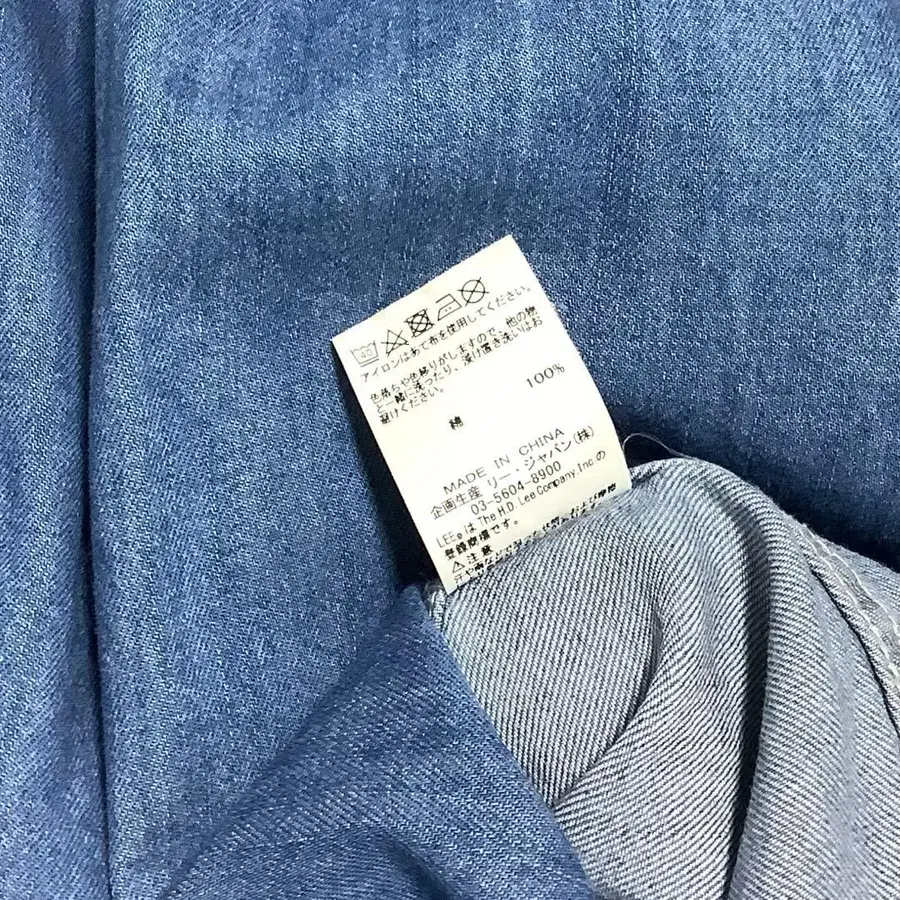 40
アイロンはあて布を使用してください。
色落ちや色移りがしますので、他の物
と一緒に洗ったり、浸け置き洗いはお
避けください。
綿 100%
MADE IN CHINA
企画生産 リー・ジャパン(株)
03-5604-8900
LEE®は The H.D. Lee Company,Inc.の
登録商標です。
⚠注意